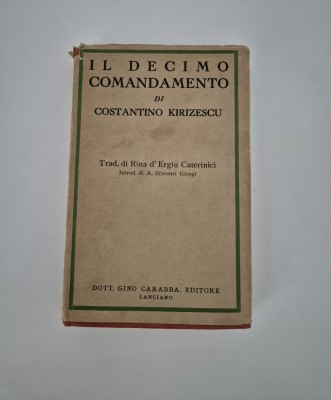 IL DECIMO
COMANDAMENTO
DI
COSTANTINO KIRIZESCU
Trad. di Rina d'Ergiu Caterinici
Introd. di A. Silvestri Giorgi
DOTT. GINO CARABBA, EDITORE
LANCIANO